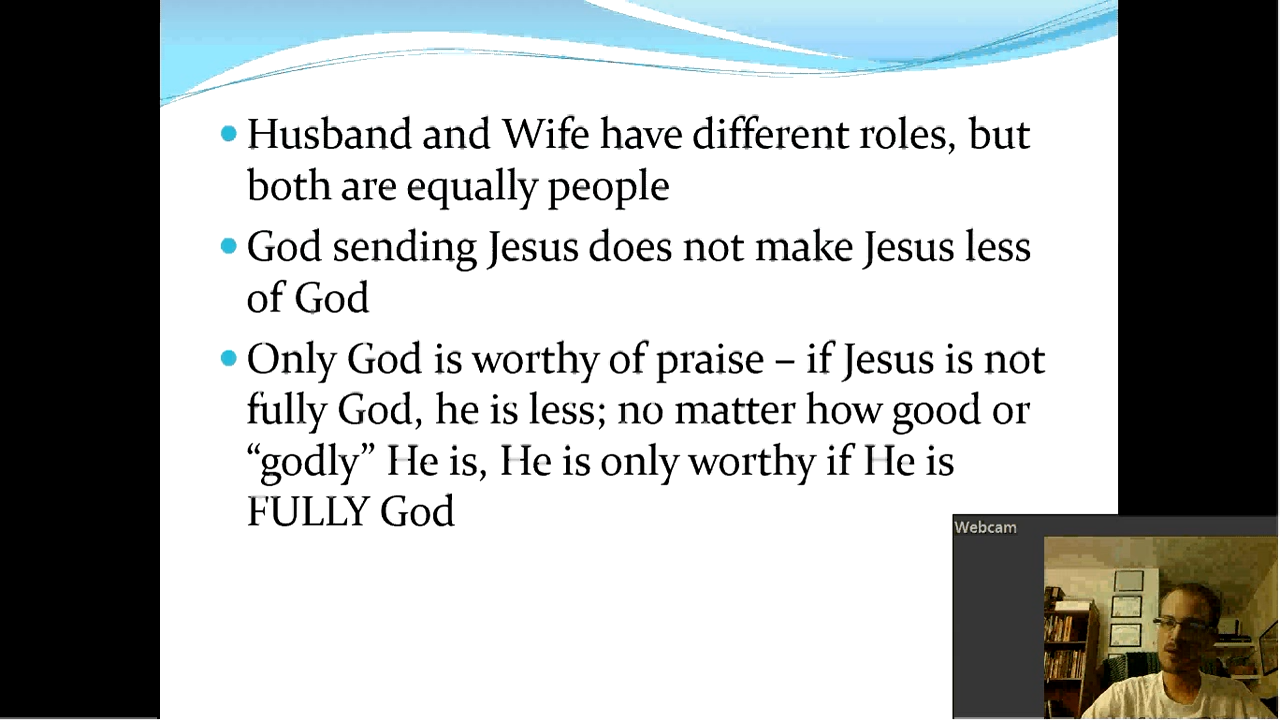 Husband and Wife have different roles, but
both are equally people
God sending Jesus does not make Jesus less
of God
Only God is worthy of praise – if Jesus is not
fully God, he is less; no matter how good or
“godly” He is, He is only worthy if He is
FULLY God
Webcam